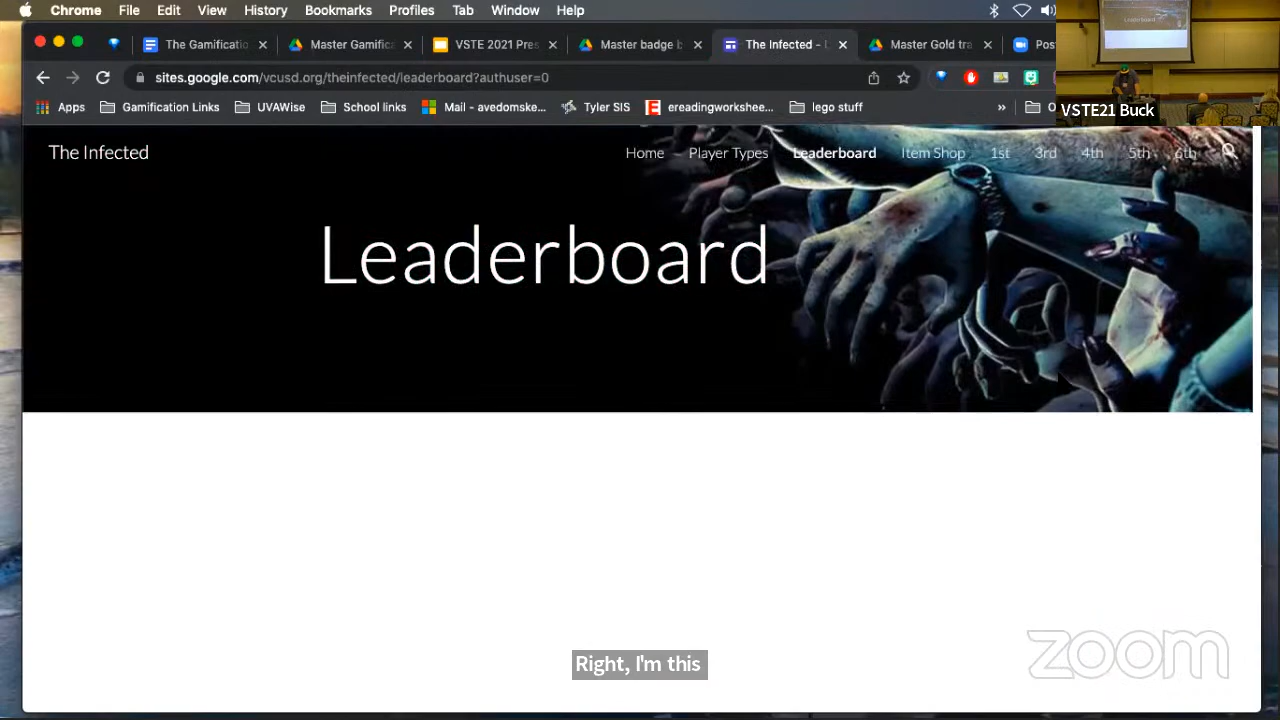 Chrome File Edit View History Bookmarks Profiles Tab Window Help
The Gamificatio Master Gamifica VSTE 2021 Pres Master badge b The Infected - Master Gold tra Pos
sites.google.com/vcusd.org/theinfected/leaderboard?authuser=0
Apps Gamification Links UVAWise School links Mail - avedomske... Tyler SIS ereadingworkshee... lego stuff » O
VSTE21 Buck
The Infected Home Player Types Leaderboard Item Shop 1st 3rd 4th 5th 6th
Leaderboard
zoom
Right, I'm this